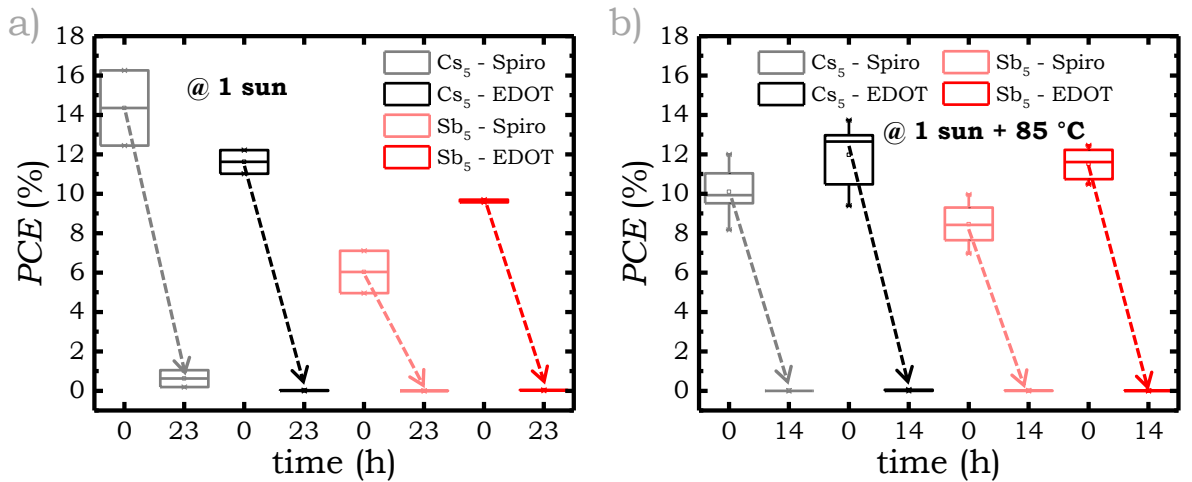 a)
18
16
14
12
10
8
6
4
2
0
PCE (%)
@ 1 sun
Cs₅ - Spiro
Cs₅ - EDOT
Sb₅ - Spiro
Sb₅ - EDOT
0 23 0 23 0 23 0 23
time (h)
b)
18
16
14
12
10
8
6
4
2
0
PCE (%)
Cs₅ - Spiro Sb₅ - Spiro
Cs₅ - EDOT Sb₅ - EDOT
@ 1 sun + 85 °C
0 14 0 14 0 14 0 14
time (h)